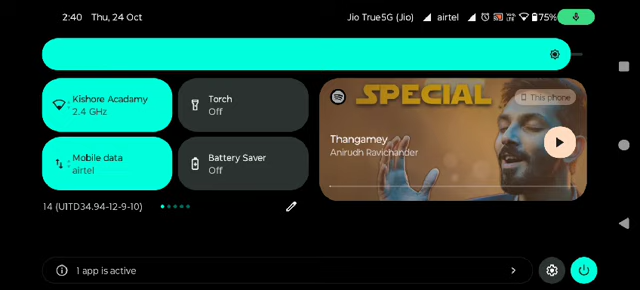 2:40 Thu, 24 Oct Jio True5G (Jio) airtel 75%
Kishore Acadamy
2.4 GHz
Torch
Off
Mobile data
airtel
Battery Saver
Off
SPECIAL
This phone
Thangamey
Anirudh Ravichander
14 (U1TD34.94-12-9-10)
1 app is active